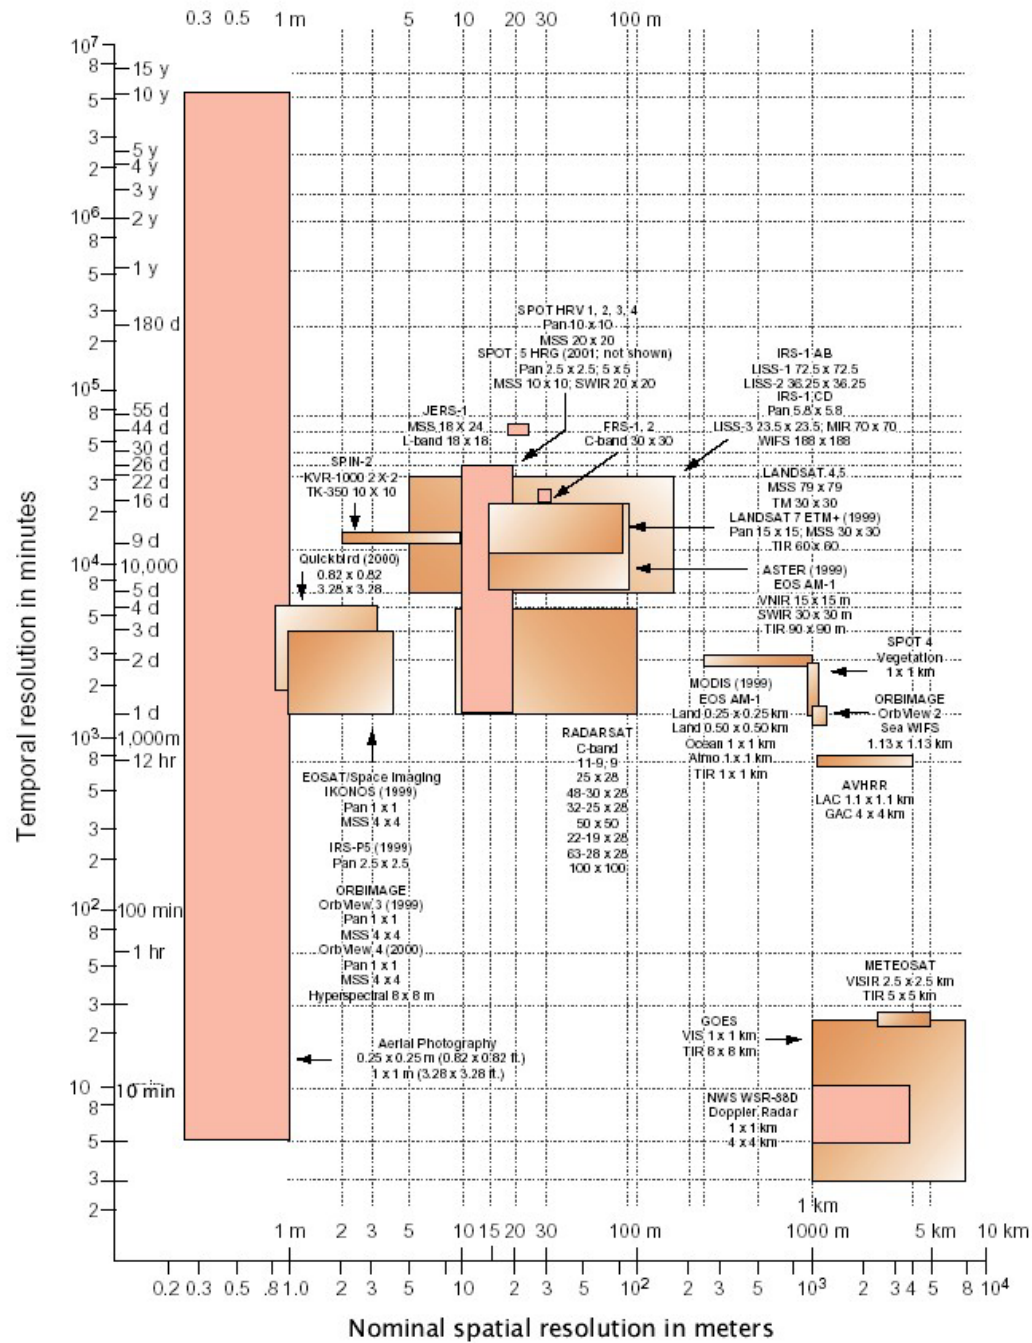 0.3 0.5 1 m 5 10 20 30 100 m
10⁷
8
15 y
5
10 y
3
5 y
2
4 y
3 y
10⁶
2 y
8
5
1 y
3
180 d
2
10⁵
8
55 d
44 d
5
30 d
26 d
3
22 d
16 d
2
9 d
10⁴
10,000
8
5 d
5
4 d
3 d
3
2 d
2
1 d
10³
1,000m
8
12 hr
5
3
2
10²
100 min
8
1 hr
5
3
2
10
10 min
8
5
3
2
Temporal resolution in minutes
SPOT HRV 1, 2, 3, 4
Pan 10 x 10
MSS 20 x 20
SPOT 5 HRG (2001; not shown)
Pan 2.5 x 2.5; 5 x 5
MSS 10 x 10; SWIR 20 x 20
IRS-1 AB
LISS-1 72.5 x 72.5
LISS-2 36.25 x 36.25
IRS-1 CD
Pan 5.8 x 5.8
LISS-3 23.5 x 23.5; MIR 70 x 70
WIFS 188 x 188
JERS-1
MSS 18 X 24
L-band 18 x 18
FRS-1, 2
C-band 30 x 30
SPIN-2
KVR-1000 2 X 2
TK-350 10 X 10
LANDSAT 4,5
MSS 79 x 79
TM 30 x 30
LANDSAT 7 ETM+ (1999)
Pan 15 x 15; MSS 30 x 30
TIR 60 x 60
Quickbird (2000)
0.82 x 0.82
3.28 x 3.28
ASTER (1999)
EOS AM-1
VNIR 15 x 15 m
SWIR 30 x 30 m
TIR 90 x 90 m
SPOT 4
Vegetation
1 x 1 km
MODIS (1999)
EOS AM-1
Land 0.25 x 0.25 km
Land 0.50 x 0.50 km
Ocean 1 x 1 km
Atmo 1 x 1 km
TIR 1 x 1 km
ORBIMAGE
OrbView 2
Sea WIFS
1.13 x 1.13 km
RADARSAT
C-band
11-9, 9
25 x 28
48-30 x 28
32-25 x 28
50 x 50
22-19 x 28
63-28 x 28
100 x 100
AVHRR
LAC 1.1 x 1.1 km
GAC 4 x 4 km
EOSAT/Space Imaging
IKONOS (1999)
Pan 1 x 1
MSS 4 x 4
IRS-P5 (1999)
Pan 2.5 x 2.5
ORBIMAGE
OrbView 3 (1999)
Pan 1 x 1
MSS 4 x 4
OrbView 4 (2000)
Pan 1 x 1
MSS 4 x 4
Hyperspectral 8 x 8 m
METEOSAT
VISIR 2.5 x 2.5 km
TIR 5 x 5 km
GOES
VIS 1 x 1 km
TIR 8 x 8 km
Aerial Photography
0.25 x 0.25 m (0.82 x 0.82 ft.)
1 x 1 m (3.28 x 3.28 ft.)
NWS WSR-88D
Doppler Radar
1 x 1 km
4 x 4 km
1 km
1 m 2 3 5 10 15 20 30 100 m 1000 m 5 km 10 km
0.2 0.3 0.5 .8 1.0 2 3 5 10 2 3 5 10² 2 3 5 10³ 2 3 4 5 8 10⁴
Nominal spatial resolution in meters